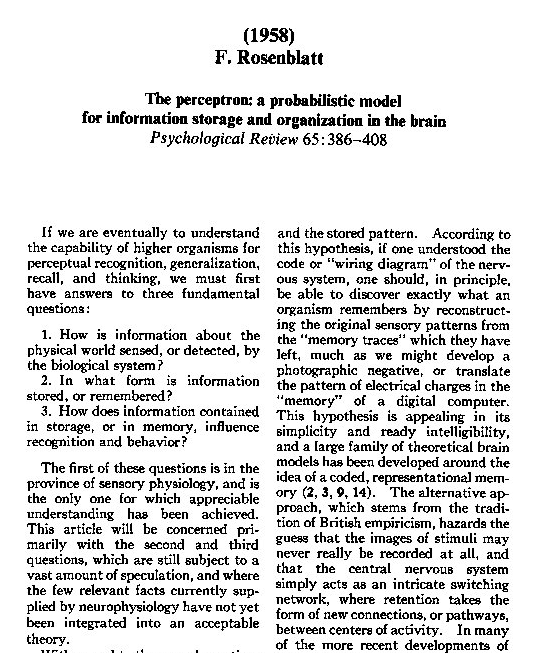 (1958)
F. Rosenblatt
The perceptron: a probabilistic model
for information storage and organization in the brain
Psychological Review 65:386–408
If we are eventually to understand
the capability of higher organisms for
perceptual recognition, generalization,
recall, and thinking, we must first
have answers to three fundamental
questions:
1. How is information about the
physical world sensed, or detected, by
the biological system?
2. In what form is information
stored, or remembered?
3. How does information contained
in storage, or in memory, influence
recognition and behavior?
The first of these questions is in the
province of sensory physiology, and is
the only one for which appreciable
understanding has been achieved.
This article will be concerned pri-
marily with the second and third
questions, which are still subject to a
vast amount of speculation, and where
the few relevant facts currently sup-
plied by neurophysiology have not yet
been integrated into an acceptable
theory.
and the stored pattern. According to
this hypothesis, if one understood the
code or "wiring diagram" of the nerv-
ous system, one should, in principle,
be able to discover exactly what an
organism remembers by reconstruct-
ing the original sensory patterns from
the "memory traces" which they have
left, much as we might develop a
photographic negative, or translate
the pattern of electrical charges in the
"memory" of a digital computer.
This hypothesis is appealing in its
simplicity and ready intelligibility,
and a large family of theoretical brain
models has been developed around the
idea of a coded, representational mem-
ory (2, 3, 9, 14). The alternative ap-
proach, which stems from the tradi-
tion of British empiricism, hazards the
guess that the images of stimuli may
never really be recorded at all, and
that the central nervous system
simply acts as an intricate switching
network, where retention takes the
form of new connections, or pathways,
between centers of activity. In many
of the more recent developments of